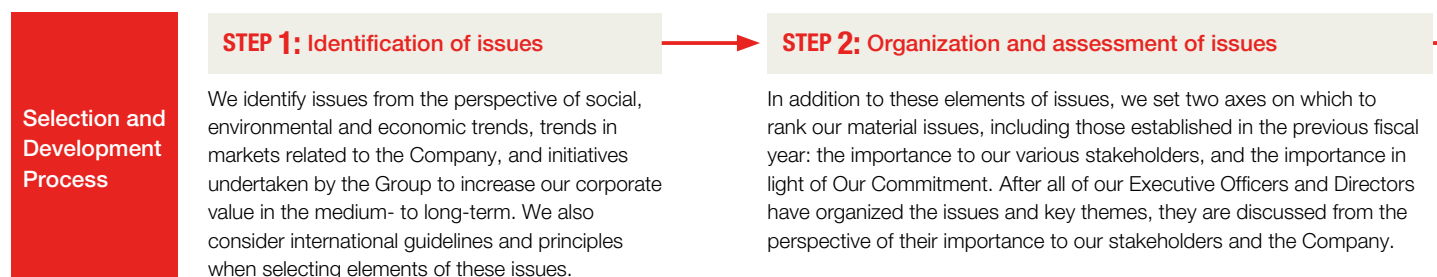 Selection and
Development
Process
STEP 1: Identification of issues
We identify issues from the perspective of social,
environmental and economic trends, trends in
markets related to the Company, and initiatives
undertaken by the Group to increase our corporate
value in the medium- to long-term. We also
consider international guidelines and principles
when selecting elements of these issues.
STEP 2: Organization and assessment of issues
In addition to these elements of issues, we set two axes on which to
rank our material issues, including those established in the previous fiscal
year: the importance to our various stakeholders, and the importance in
light of Our Commitment. After all of our Executive Officers and Directors
have organized the issues and key themes, they are discussed from the
perspective of their importance to our stakeholders and the Company.